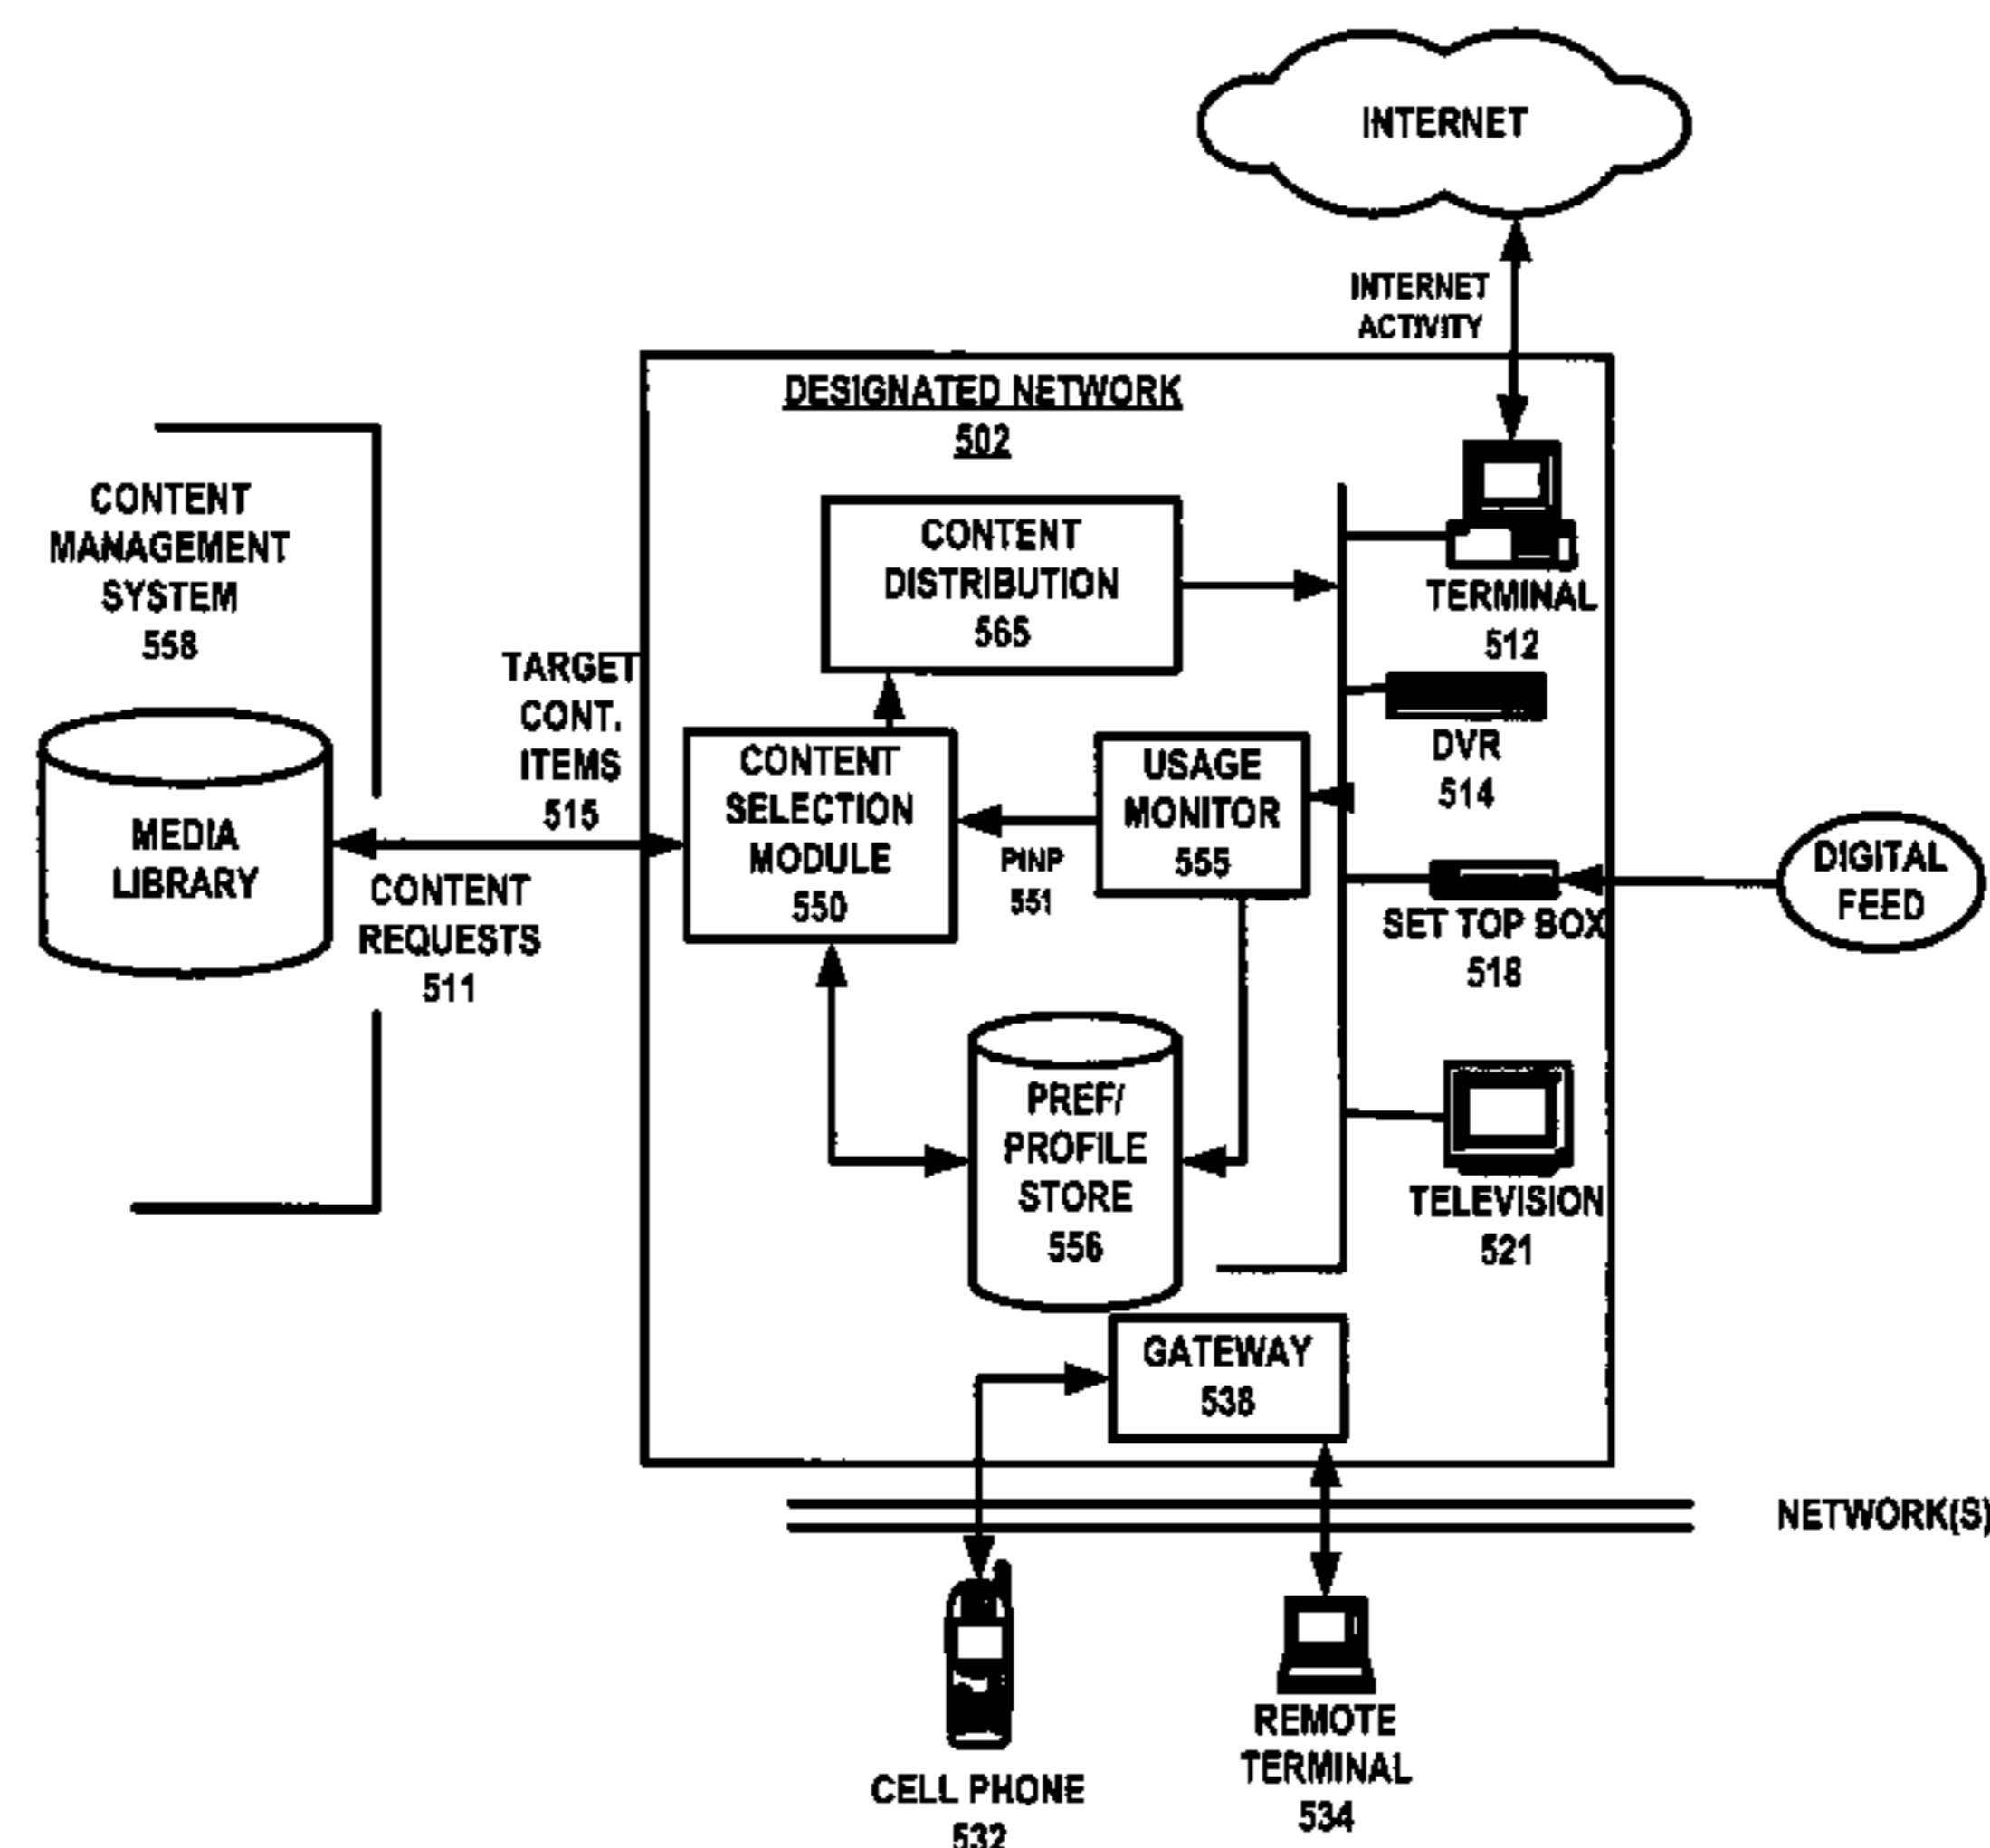 INTERNET
INTERNET
ACTIVITY
DESIGNATED NETWORK
502
CONTENT
MANAGEMENT
SYSTEM
558
CONTENT
DISTRIBUTION
565
TERMINAL
512
TARGET
CONT.
ITEMS
515
DVR
514
MEDIA
LIBRARY
CONTENT
SELECTION
MODULE
550
USAGE
MONITOR
555
PINP
551
DIGITAL
FEED
CONTENT
REQUESTS
511
SET TOP BOX
518
PREF/
PROFILE
STORE
556
TELEVISION
521
GATEWAY
538
NETWORK(S)
CELL PHONE
532
REMOTE
TERMINAL
534